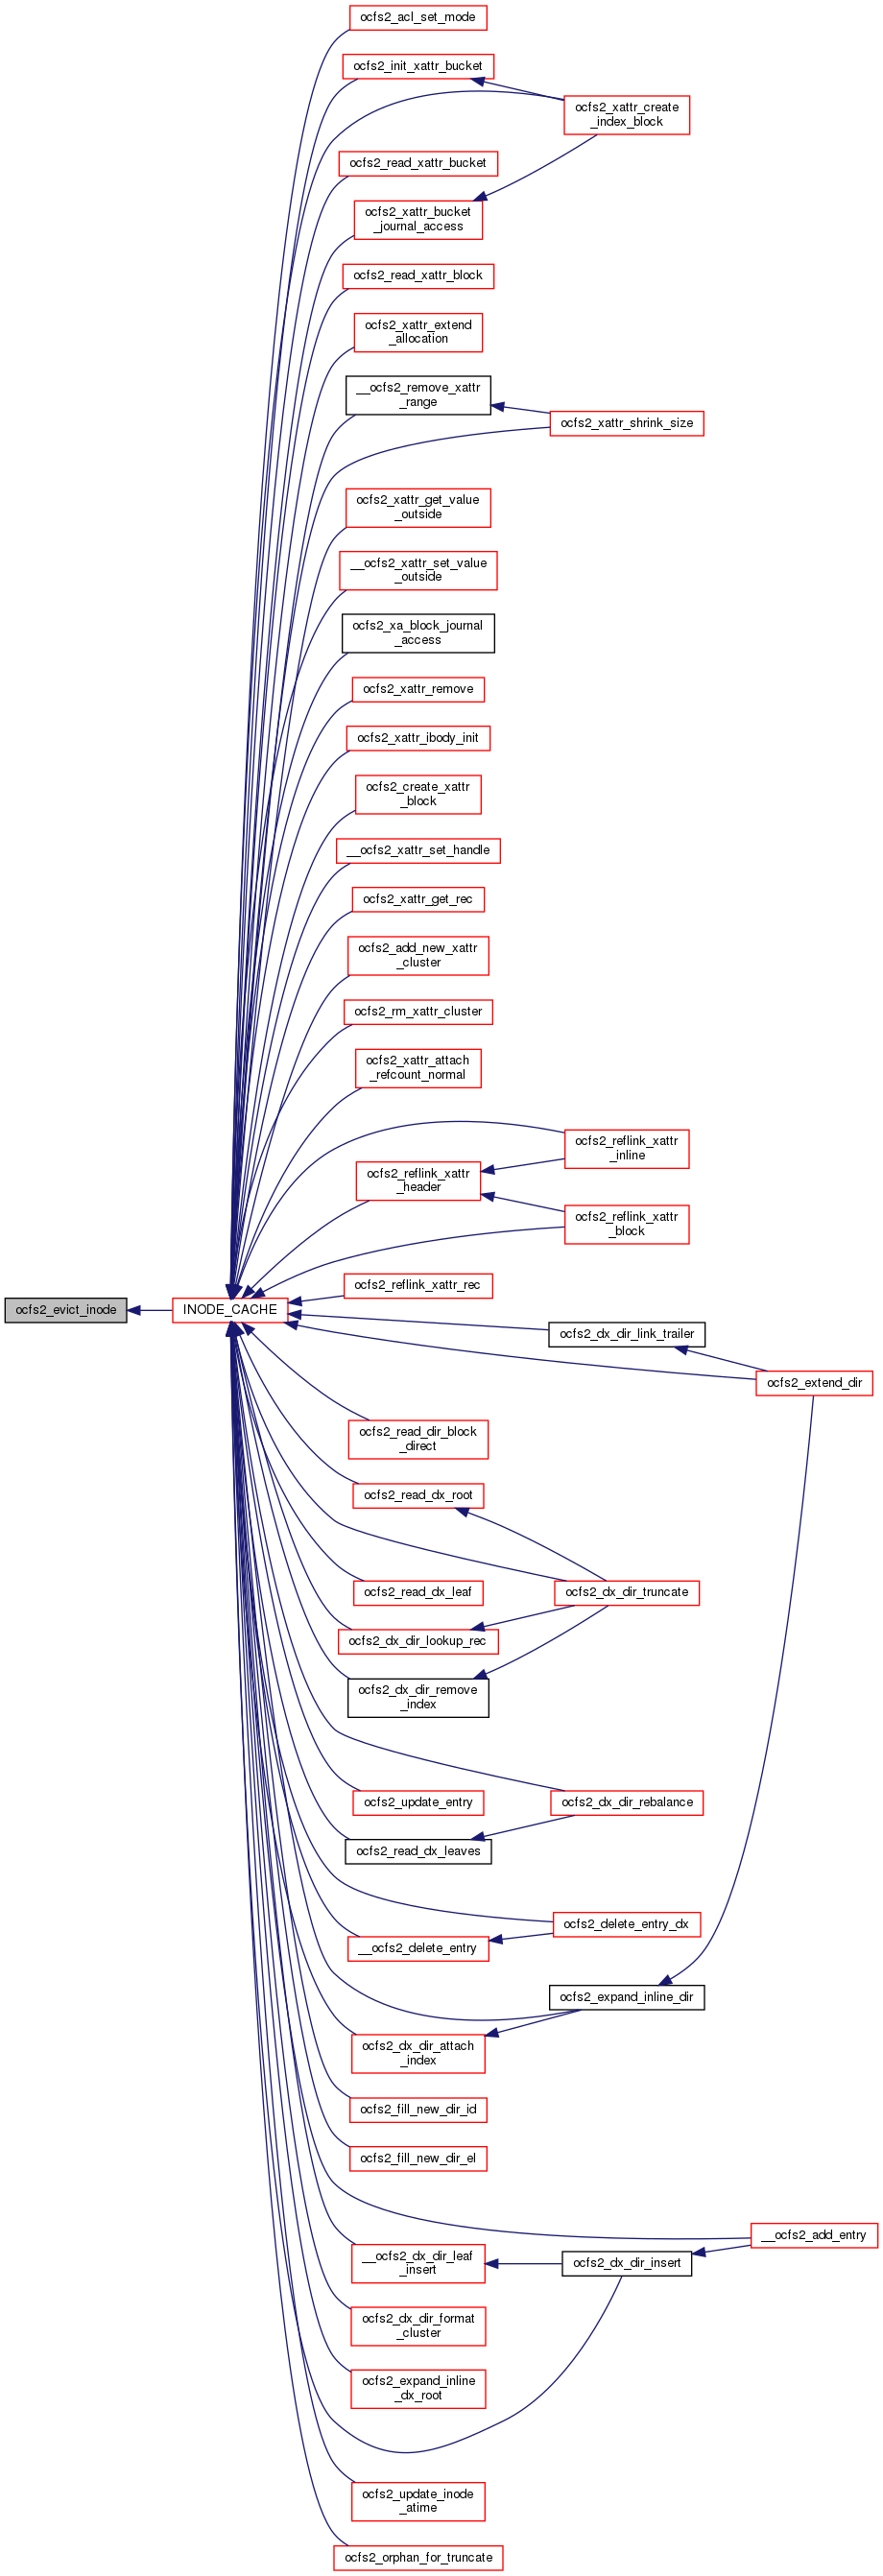 ocfs2_acl_set_mode
ocfs2_init_xattr_bucket
ocfs2_xattr_create
_index_block
ocfs2_read_xattr_bucket
ocfs2_xattr_bucket
_journal_access
ocfs2_read_xattr_block
ocfs2_xattr_extend
_allocation
__ocfs2_remove_xattr
_range
ocfs2_xattr_shrink_size
ocfs2_xattr_get_value
_outside
__ocfs2_xattr_set_value
_outside
ocfs2_xa_block_journal
_access
ocfs2_xattr_remove
ocfs2_xattr_ibody_init
ocfs2_create_xattr
_block
__ocfs2_xattr_set_handle
ocfs2_xattr_get_rec
ocfs2_add_new_xattr
_cluster
ocfs2_rm_xattr_cluster
ocfs2_xattr_attach
_refcount_normal
ocfs2_reflink_xattr
_inline
ocfs2_reflink_xattr
_header
ocfs2_reflink_xattr
_block
ocfs2_reflink_xattr_rec
ocfs2_evict_inode
INODE_CACHE
ocfs2_dx_dir_link_trailer
ocfs2_extend_dir
ocfs2_read_dir_block
_direct
ocfs2_read_dx_root
ocfs2_read_dx_leaf
ocfs2_dx_dir_truncate
ocfs2_dx_dir_lookup_rec
ocfs2_dx_dir_remove
_index
ocfs2_update_entry
ocfs2_dx_dir_rebalance
ocfs2_read_dx_leaves
ocfs2_delete_entry_dx
__ocfs2_delete_entry
ocfs2_expand_inline_dir
ocfs2_dx_dir_attach
_index
ocfs2_fill_new_dir_id
ocfs2_fill_new_dir_el
__ocfs2_add_entry
__ocfs2_dx_dir_leaf
_insert
ocfs2_dx_dir_insert
ocfs2_dx_dir_format
_cluster
ocfs2_expand_inline
_dx_root
ocfs2_update_inode
_atime
ocfs2_orphan_for_truncate